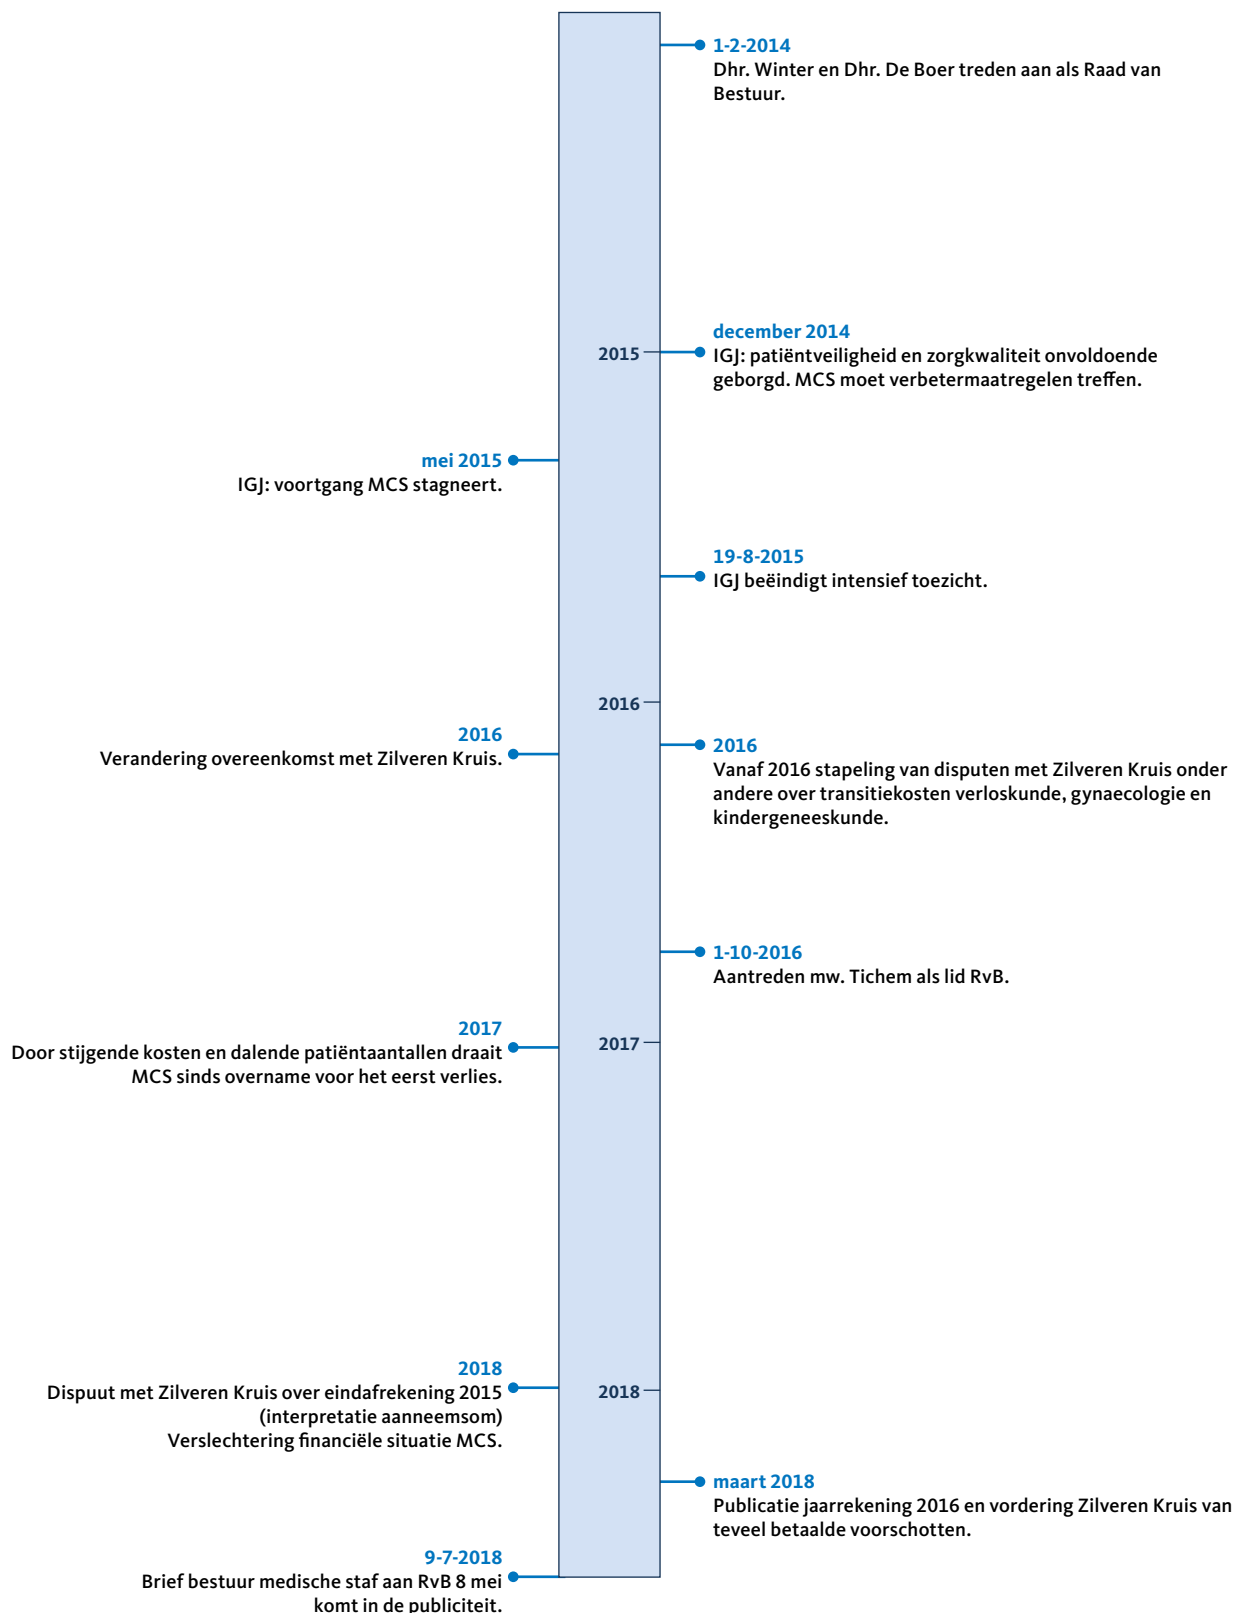 1-2-2014
Dhr. Winter en Dhr. De Boer treden aan als Raad van
Bestuur.
december 2014
2015
IGJ: patiëntveiligheid en zorgkwaliteit onvoldoende
geborgd. MCS moet verbetermaatregelen treffen.
mei 2015
IGJ: voortgang MCS stagneert.
19-8-2015
IGJ beëindigt intensief toezicht.
2016
2016
Verandering overeenkomst met Zilveren Kruis.
2016
Vanaf 2016 stapeling van disputen met Zilveren Kruis onder
andere over transitiekosten verloskunde, gynaecologie en
kindergeneeskunde.
1-10-2016
Aantreden mw. Tichem als lid RvB.
2017
Door stijgende kosten en dalende patiëntaantallen draait
MCS sinds overname voor het eerst verlies.
2017
2018
Dispuut met Zilveren Kruis over eindafrekening 2015
(interpretatie aanneemsom)
Verslechtering financiële situatie MCS.
2018
maart 2018
Publicatie jaarrekening 2016 en vordering Zilveren Kruis van
teveel betaalde voorschotten.
9-7-2018
Brief bestuur medische staf aan RvB 8 mei
komt in de publiciteit.